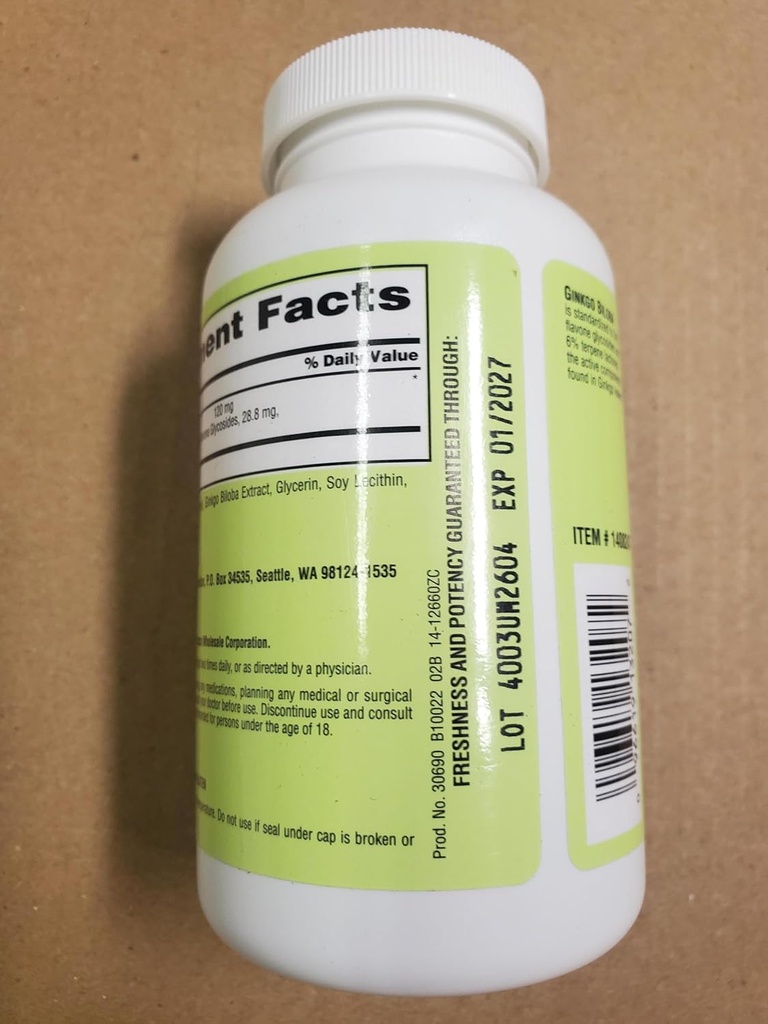 Facts
% Daily Value
*
120 mg
Glycosides, 28.8 mg,
Ginkgo Biloba Extract, Glycerin, Soy Lecithin,
P.O. Box 34535, Seattle, WA 98124-1535
Wholesale Corporation.
times daily, or as directed by a physician.
medications, planning any medical or surgical
doctor before use. Discontinue use and consult
for persons under the age of 18.
Do not use if seal under cap is broken or
Prod. No. 30690 B10022 02B 14-12660ZC
FRESHNESS AND POTENCY GUARANTEED THROUGH:
LOT 4003UM2604 EXP 01/2027
GINKGO
is standardized
flavone glycosides
6% terpene
the active
found in Ginkgo
ITEM #